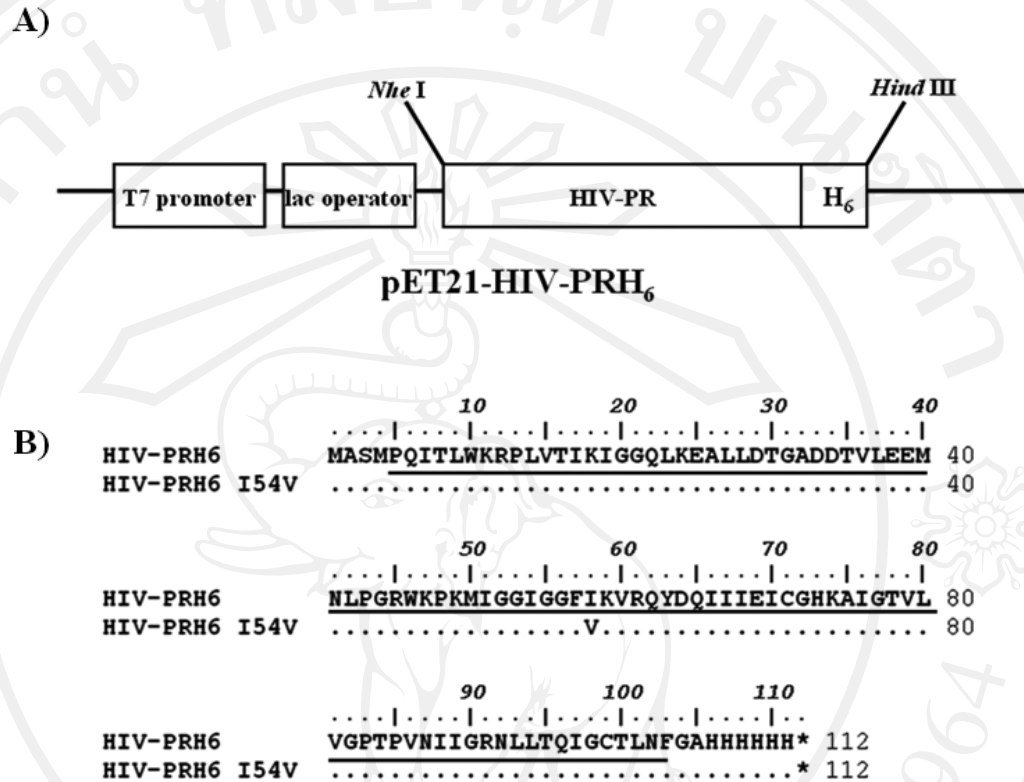 A)
Nhe I
Hind III
T7 promoter
lac operator
HIV-PR
H6
pET21-HIV-PRH6
B)
10 20 30 40
....|....|....|....|....|....|....|....|
HIV-PRH6 MASMPQITLWKRPLVTIKIGGQLKEALLDTGADDTVLEEM 40
HIV-PRH6 I54V ........................................ 40
50 60 70 80
....|....|....|....|....|....|....|....|
HIV-PRH6 NLPGRWKPKMIGGIGGFIKVRQYDQIIIEICGHKAIGTVL 80
HIV-PRH6 I54V .................V...................... 80
90 100 110
....|....|....|....|....|....|..
HIV-PRH6 VGPTPVNIIGRNLLTQIGCTLNFGAHHHHHH* 112
HIV-PRH6 I54V ...............................* 112
964